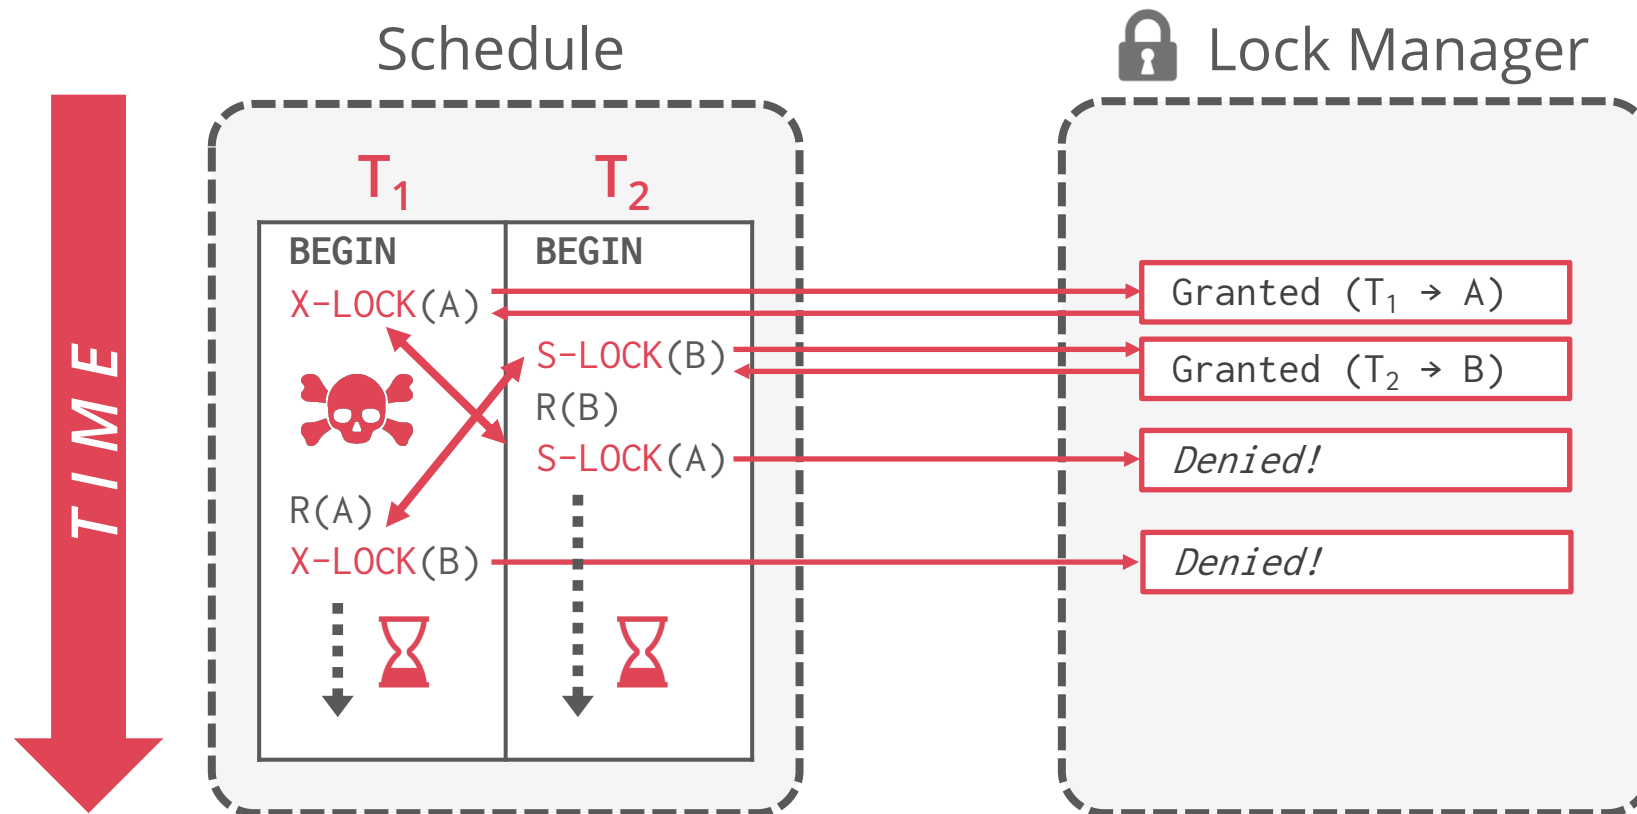 Schedule
Lock Manager
TIME
T₁ T₂
BEGIN BEGIN
X-LOCK(A)
Granted (T₁ → A)
S-LOCK(B)
Granted (T₂ → B)
R(B)
S-LOCK(A)
Denied!
R(A)
X-LOCK(B)
Denied!